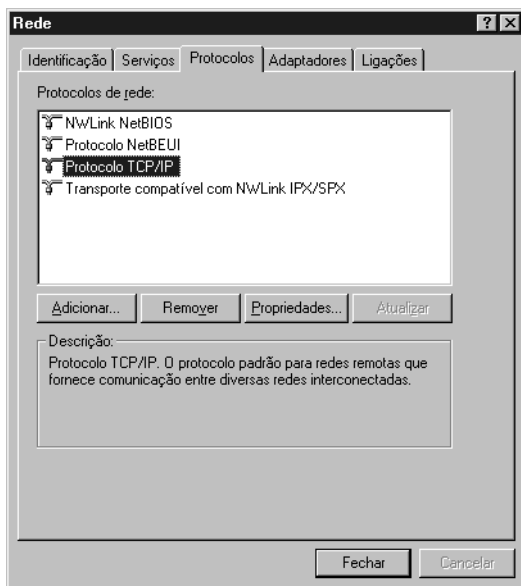 Rede
Identificação Serviços Protocolos Adaptadores Ligações
Protocolos de rede:
NWLink NetBIOS
Protocolo NetBEUI
Protocolo TCP/IP
Transporte compatível com NWLink IPX/SPX
Adicionar... Remover Propriedades... Atualizar
Descrição:
Protocolo TCP/IP. O protocolo padrão para redes remotas que
fornece comunicação entre diversas redes interconectadas.
Fechar Cancelar